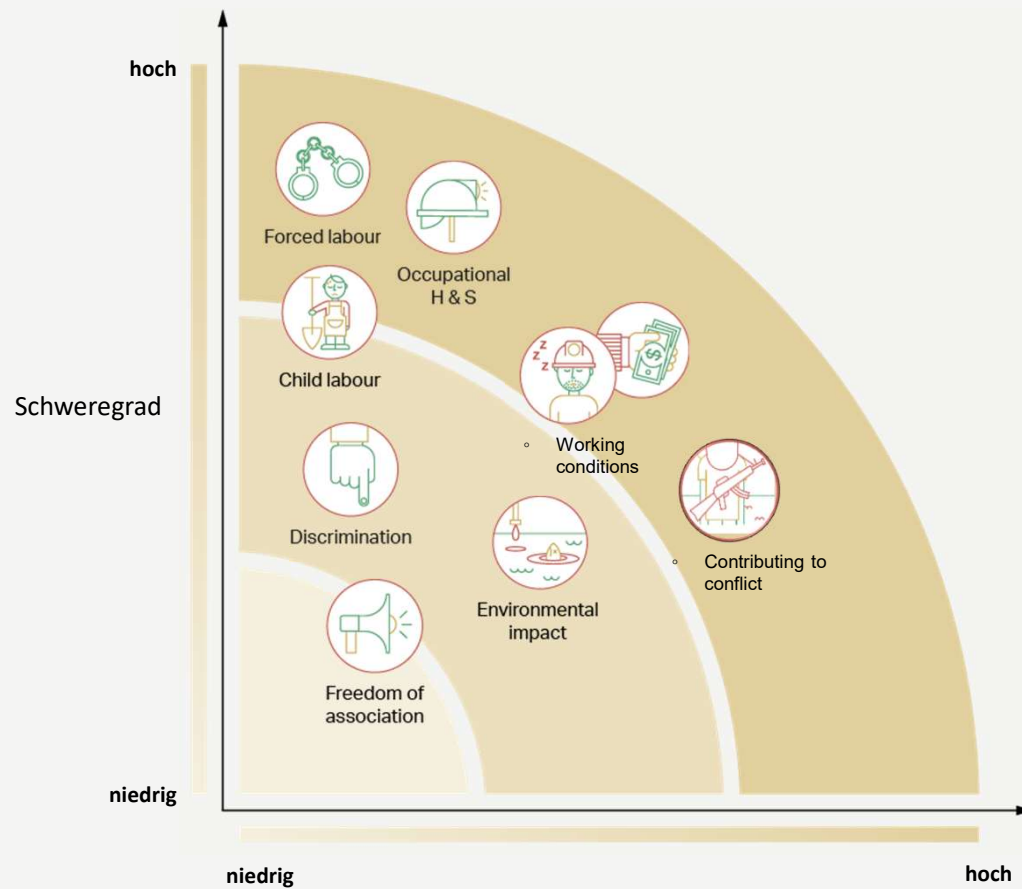 hoch
Forced labour
Occupational
H & S
Child labour
Schweregrad
z
z
z
$
◦ Working
conditions
Discrimination
◦ Contributing to
conflict
Environmental
impact
Freedom of
association
niedrig
niedrig
hoch